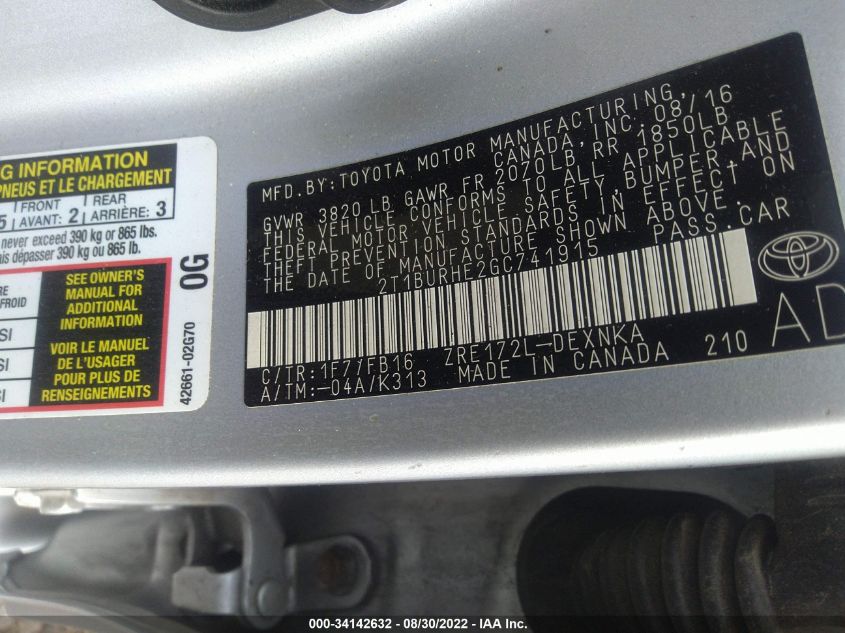 G INFORMATION
PNEUS ET LE CHARGEMENT
5 FRONT AVANT: 2 REAR ARRIÈRE: 3
never exceed 390 kg or 865 lbs.
dépasser 390 kg ou 865 lb.
SEE OWNER'S
MANUAL FOR
ADDITIONAL
INFORMATION
VOIR LE MANUEL
DE L'USAGER
POUR PLUS DE
RENSEIGNEMENTS
0G
42661-02G70
MFD. BY: TOYOTA MOTOR MANUFACTURING,
CANADA, INC. 08/16
GVWR 3820 LB GAWR FR 2070LB, RR 1850LB
THIS VEHICLE CONFORMS TO ALL APPLICABLE
FEDERAL MOTOR VEHICLE SAFETY, BUMPER, AND
THEFT PREVENTION STANDARDS IN EFFECT ON
THE DATE OF MANUFACTURE SHOWN ABOVE.
2T1BURHE2GC741915 PASS. CAR
C/TR: 1F7/FB16 ZRE172L-DEXNKA
A/TM:-04A/K313 MADE IN CANADA 210
AD
000-34142632 - 08/30/2022 - IAA Inc.